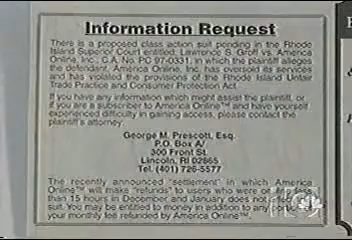 Information Request
There is a proposed class action suit pending in the Rhode
Island Superior Court entitled, Lawrence S. Groff vs. America
Online, Inc. C.A. No. PC 97-0331, in which the plaintiff alleges
the defendant, America Online, Inc. has oversold its services
and has violated the provisions of the Rhode Island Unfair
Trade Practice and Consumer Protection Act.
If you have any information which might assist the plaintiff, or
if you are a subscriber to America Online™ and have yourself
experienced difficulty in gaining access, please contact the
plaintiff's attorney:
George M. Prescott, Esq.
P.O. Box A/
300 Front St.
Lincoln, RI 02865
Tel. (401) 726-5577
The recently announced "settlement" in which America
Online™ will make "refunds" to users who were on line less
than 15 hours in December and January does not
suit. You may be entitled to money in addition to any
your monthly fee refunded by America Online™.